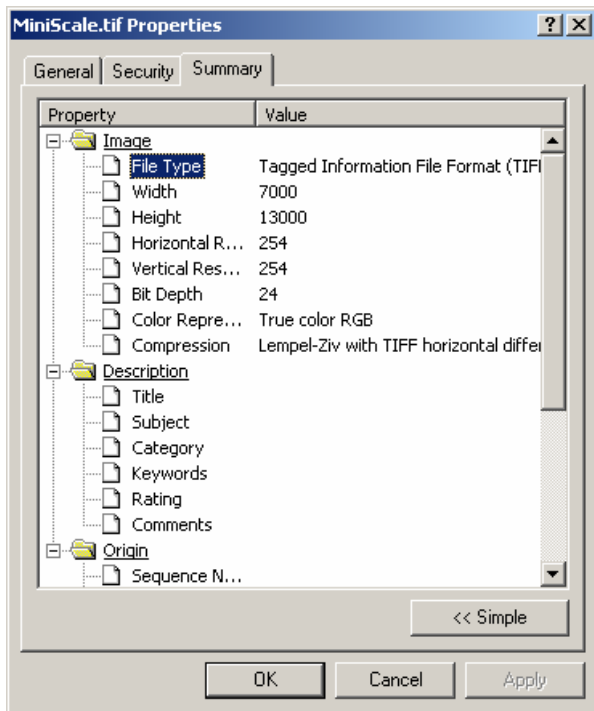 MiniScale.tif Properties
General Security Summary
Property Value
Image
File Type Tagged Information File Format (TIFF
Width 7000
Height 13000
Horizontal R... 254
Vertical Res... 254
Bit Depth 24
Color Repre... True color RGB
Compression Lempel-Ziv with TIFF horizontal differ
Description
Title
Subject
Category
Keywords
Rating
Comments
Origin
Sequence N...
<< Simple
OK Cancel Apply